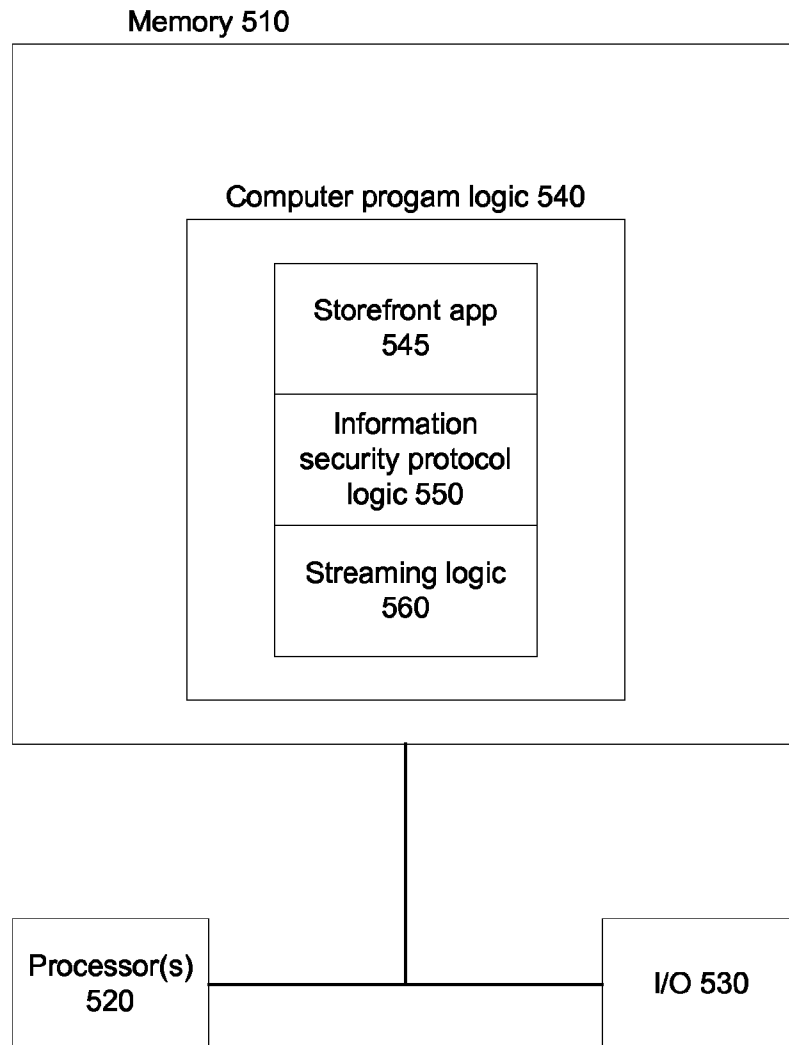 Memory 510
Computer progam logic 540
Storefront app
545
Information
security protocol
logic 550
Streaming logic
560
Processor(s)
520
I/O 530